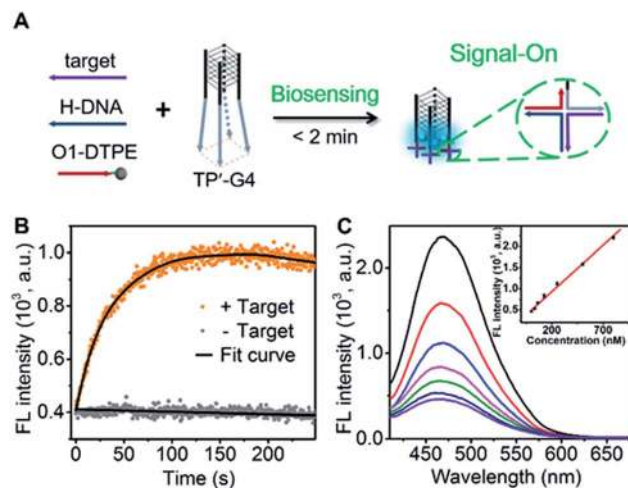 A
target
H-DNA
O1-DTPE
+
TP'-G4
Biosensing
< 2 min
Signal-On
B
FL intensity (10³, a.u.)
1.0
0.8
0.6
0.4
+ Target
- Target
Fit curve
0 50 100 150 200
Time (s)
C
FL intensity (10³, a.u.)
2.0
1.0
0.0
450 500 550 600 650
Wavelength (nm)
FL intensity (10³, a.u.)
2.0
1.5
1.0
0.5
200 700
Concentration (nM)